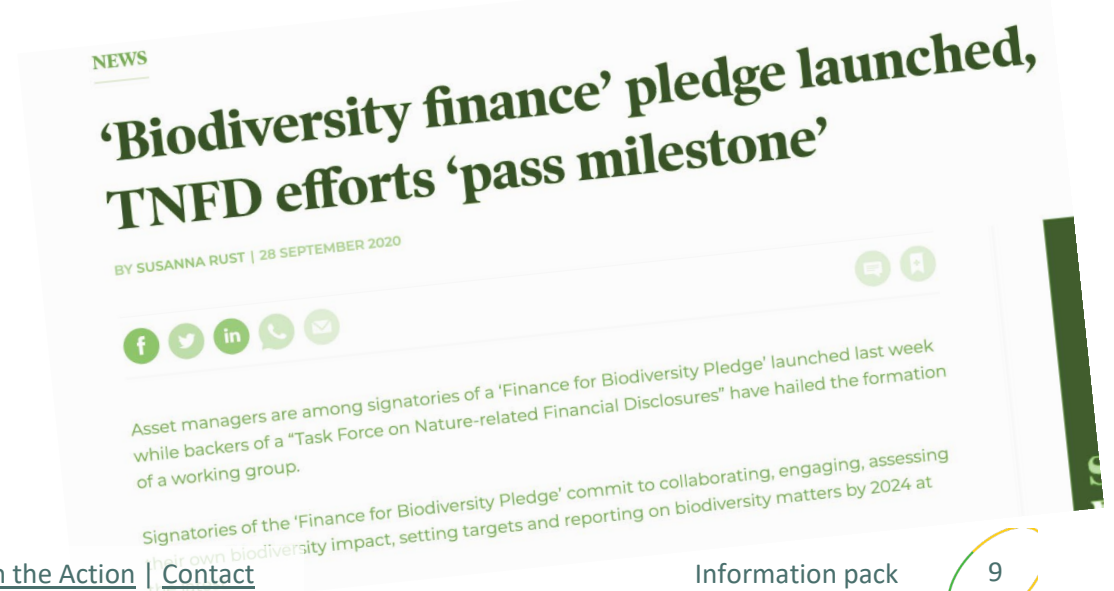 NEWS
‘Biodiversity finance’ pledge launched,
TNFD efforts ‘pass milestone’
BY SUSANNA RUST | 28 SEPTEMBER 2020
Asset managers are among signatories of a ‘Finance for Biodiversity Pledge’ launched last week
while backers of a “Task Force on Nature-related Financial Disclosures” have hailed the formation
of a working group.
Signatories of the ‘Finance for Biodiversity Pledge’ commit to collaborating, engaging, assessing
their own biodiversity impact, setting targets and reporting on biodiversity matters by 2024 at
the Action | Contact
Information pack
9